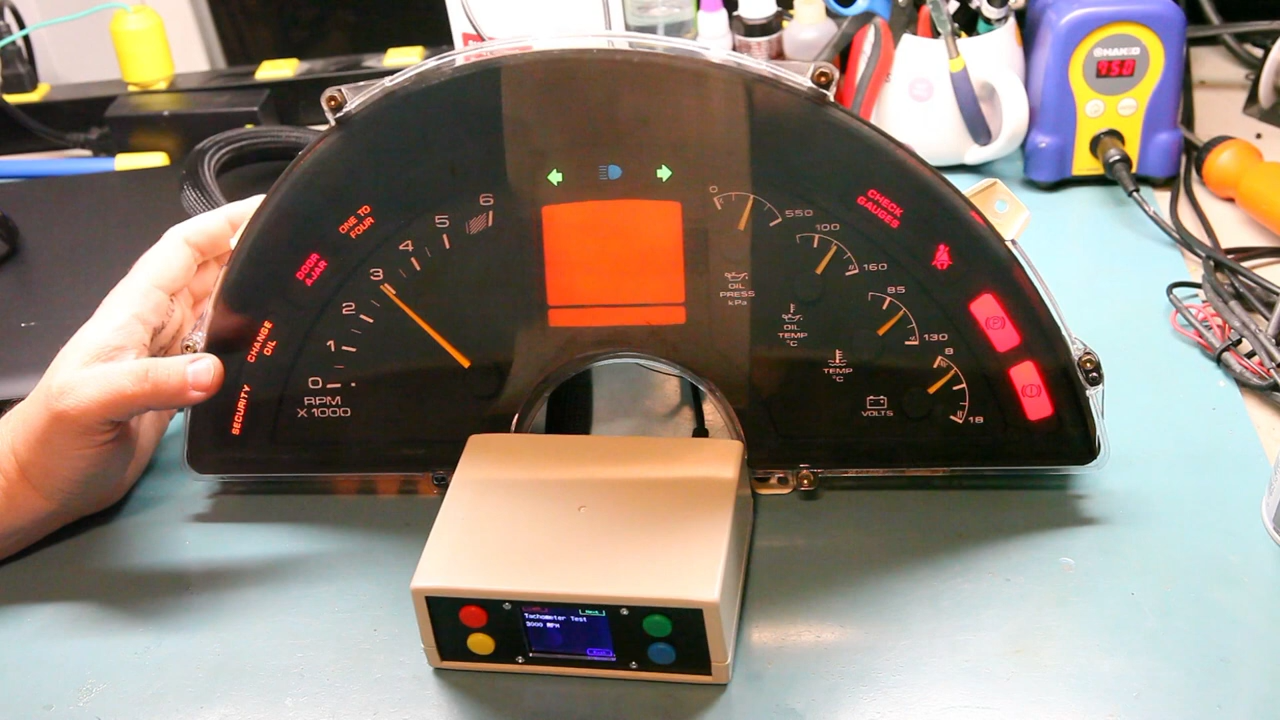 HAKKO
750
ONE TO
FOUR
DOOR
AJAR
CHANGE
OIL
SECURITY
6
5
4
3
2
1
0
RPM
X 1000
0
550
OIL
PRESS
kPa
100
160
OIL
TEMP
°C
85
130
TEMP
°C
8
18
VOLTS
CHECK
GAUGES
Next
Tachometer Test
3000 RPM